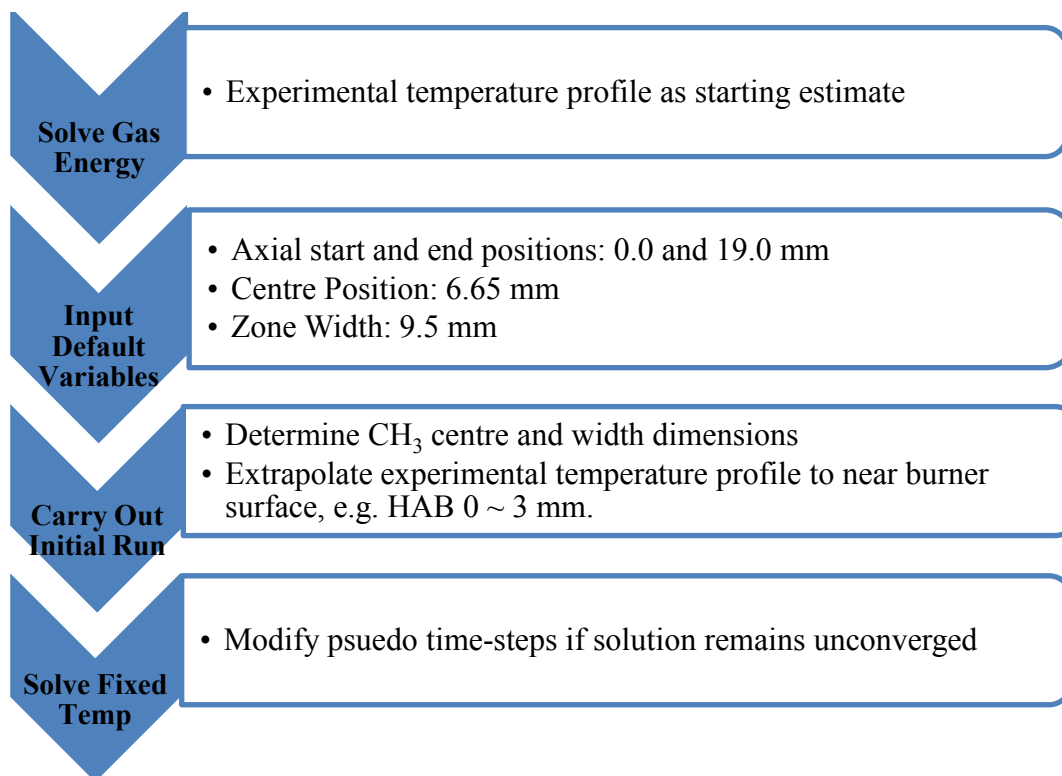 Solve Gas
Energy
• Experimental temperature profile as starting estimate
Input
Default
Variables
• Axial start and end positions: 0.0 and 19.0 mm
• Centre Position: 6.65 mm
• Zone Width: 9.5 mm
Carry Out
Initial Run
• Determine CH₃ centre and width dimensions
• Extrapolate experimental temperature profile to near burner
surface, e.g. HAB 0 ~ 3 mm.
Solve Fixed
Temp
• Modify psuedo time-steps if solution remains unconverged